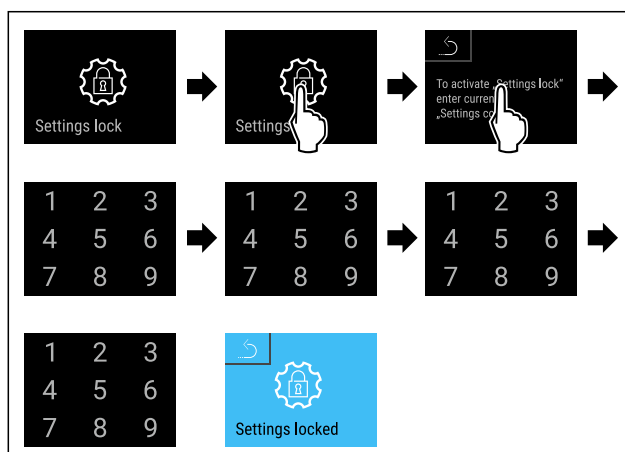 Settings lock
Settings
To activate „Settings lock"
enter curren
„Settings co
1 2 3
4 5 6
7 8 9
1 2 3
4 5 6
7 8 9
1 2 3
4 5 6
7 8 9
1 2 3
4 5 6
7 8 9
Settings locked